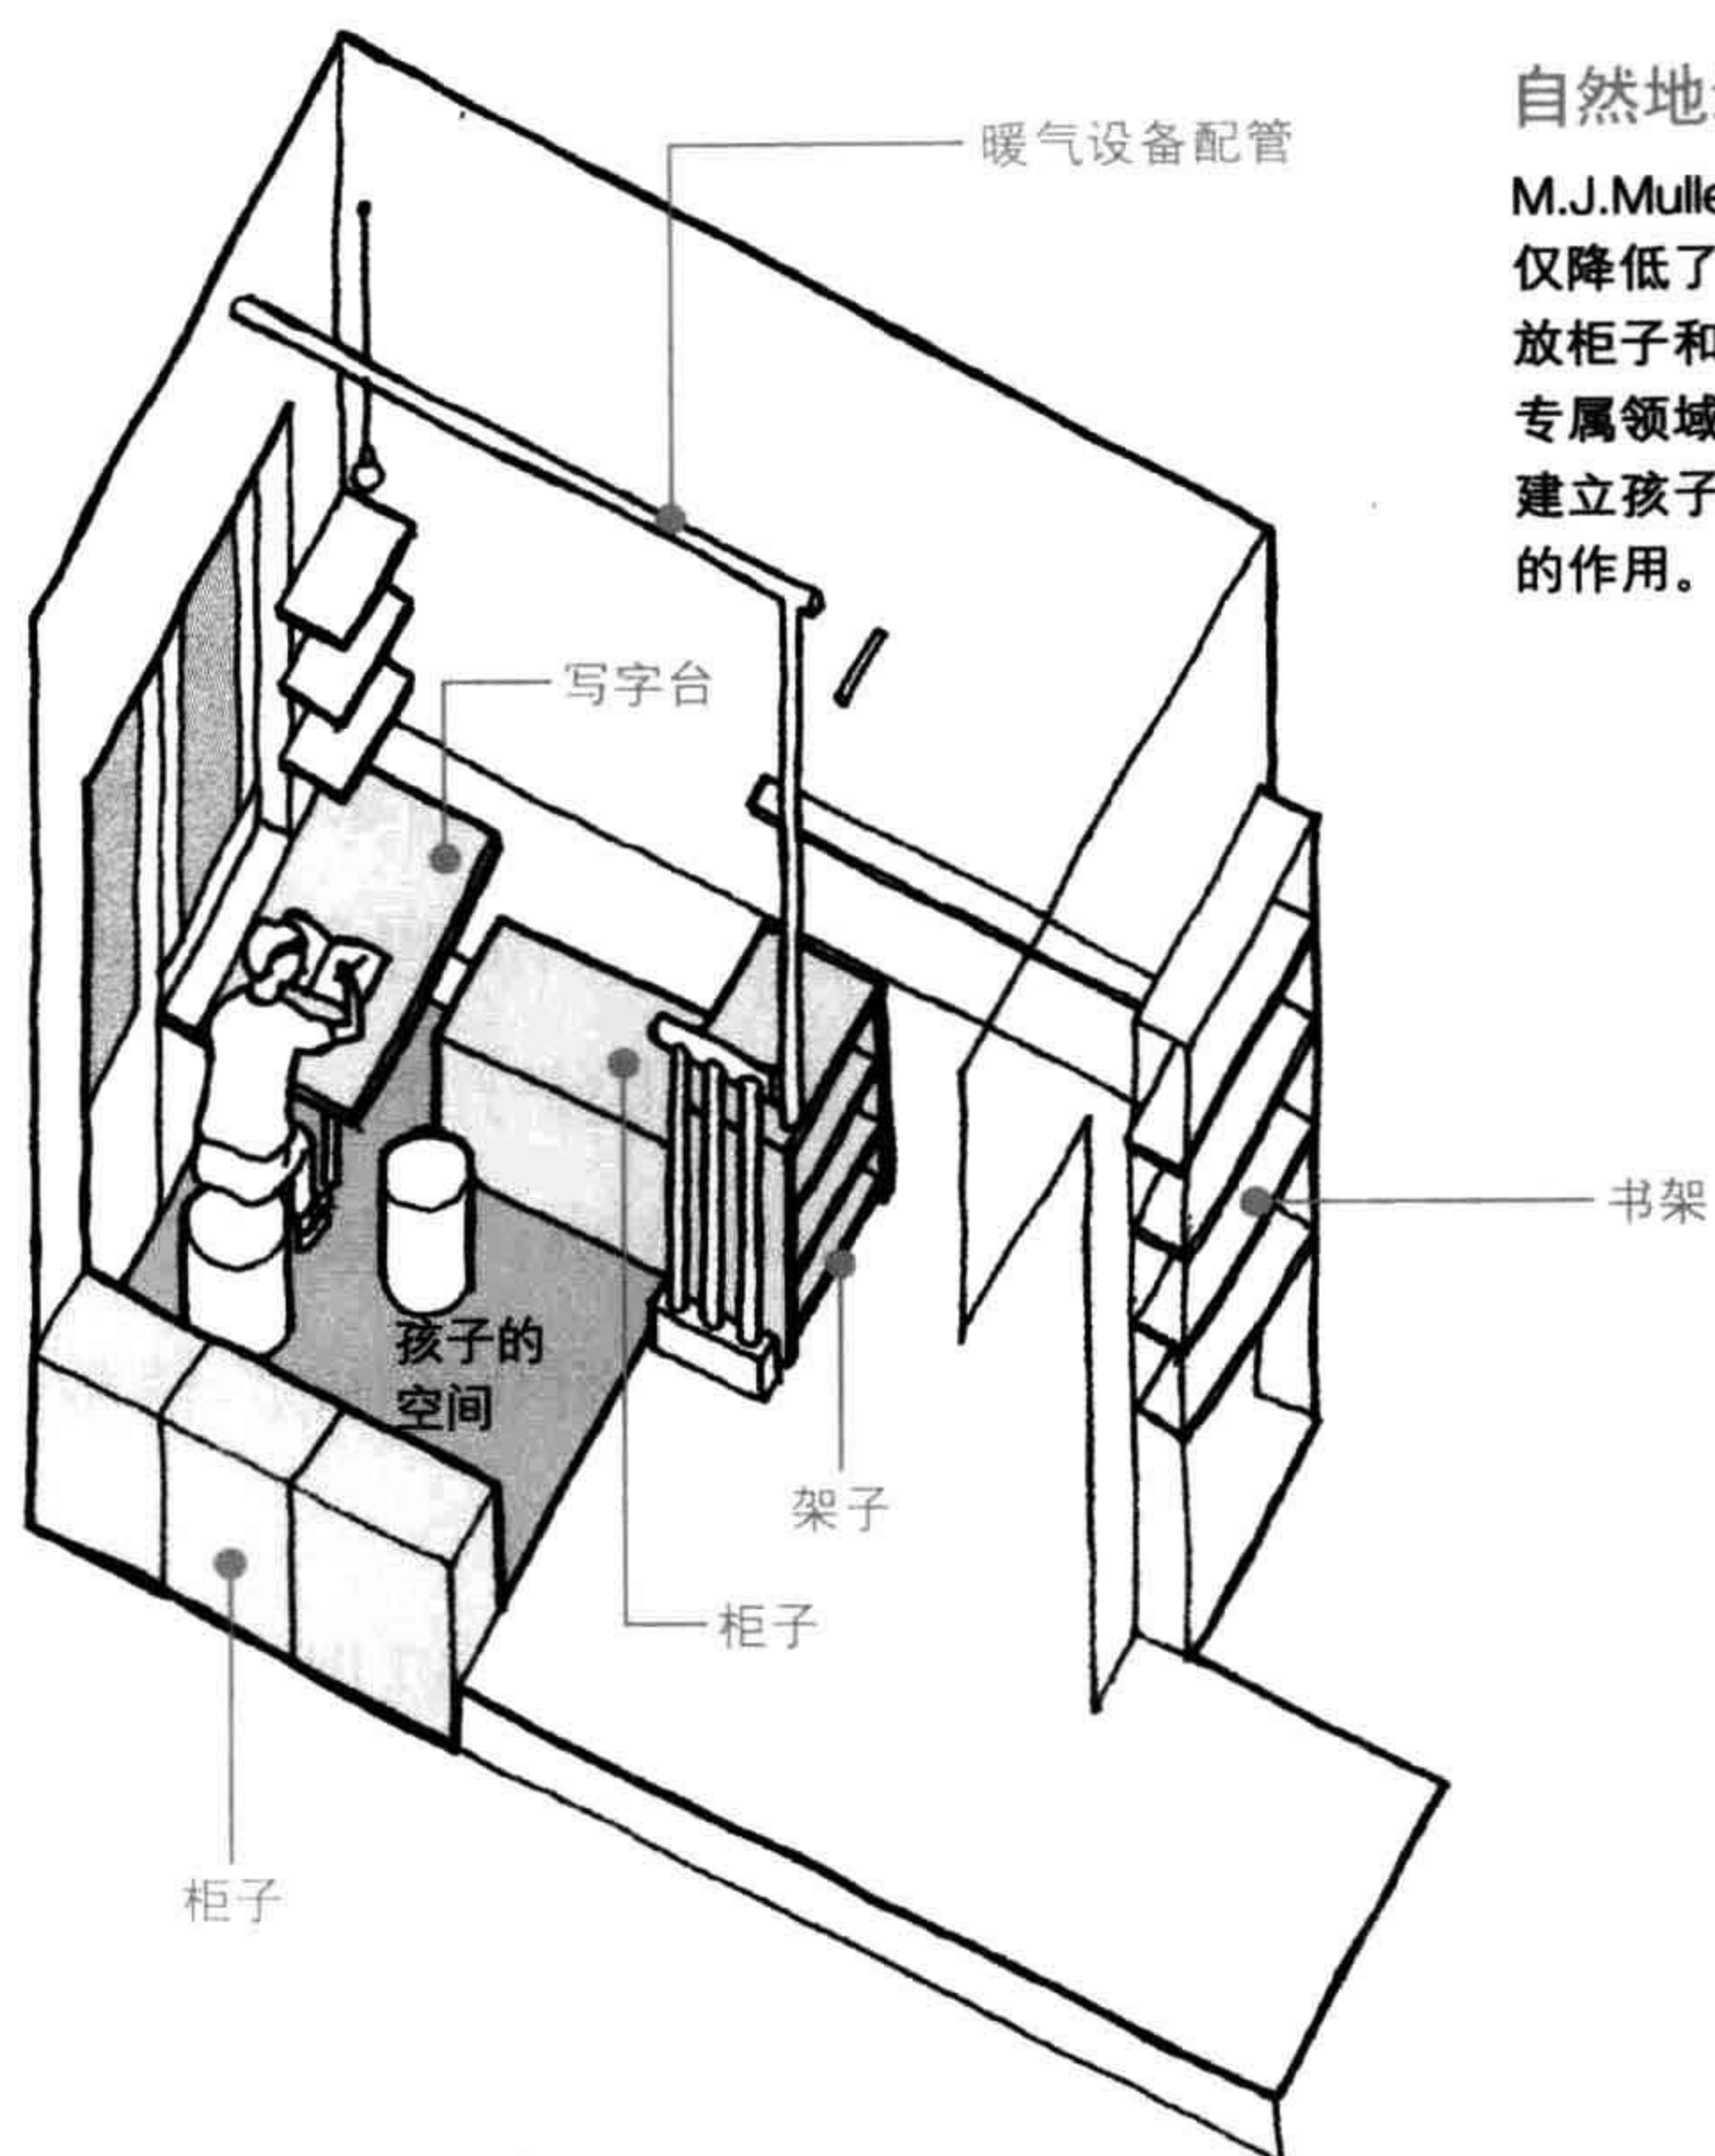 暖气设备配管
写字台
孩子的
空间
架子
柜子
柜子
书架
自然地
M.J.Mulle
仅降低了
放柜子和
专属领域
建立孩子
的作用。